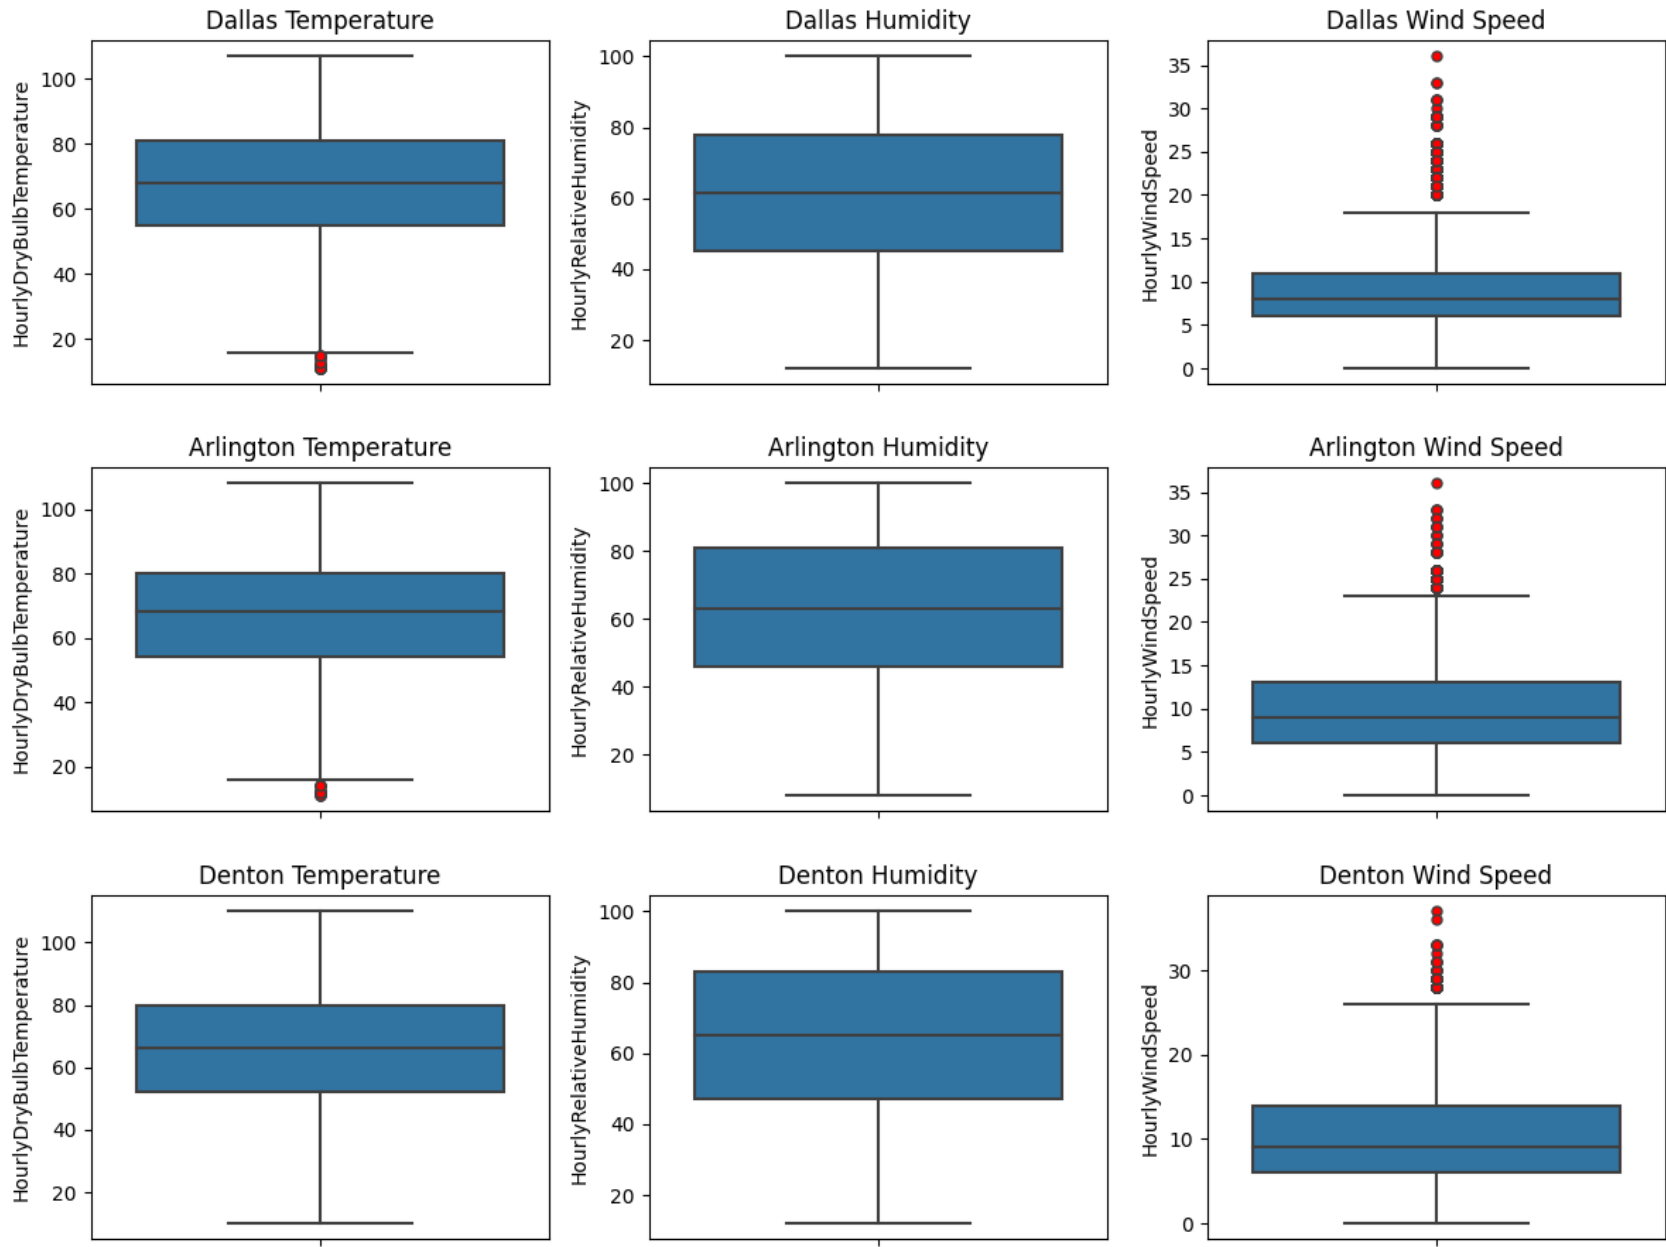 Dallas Temperature
HourlyDryBulbTemperature
100
80
60
40
20
Dallas Humidity
HourlyRelativeHumidity
100
80
60
40
20
Dallas Wind Speed
HourlyWindSpeed
35
30
25
20
15
10
5
0
Arlington Temperature
HourlyDryBulbTemperature
100
80
60
40
20
Arlington Humidity
HourlyRelativeHumidity
100
80
60
40
20
Arlington Wind Speed
HourlyWindSpeed
35
30
25
20
15
10
5
0
Denton Temperature
HourlyDryBulbTemperature
100
80
60
40
20
Denton Humidity
HourlyRelativeHumidity
100
80
60
40
20
Denton Wind Speed
HourlyWindSpeed
30
20
10
0